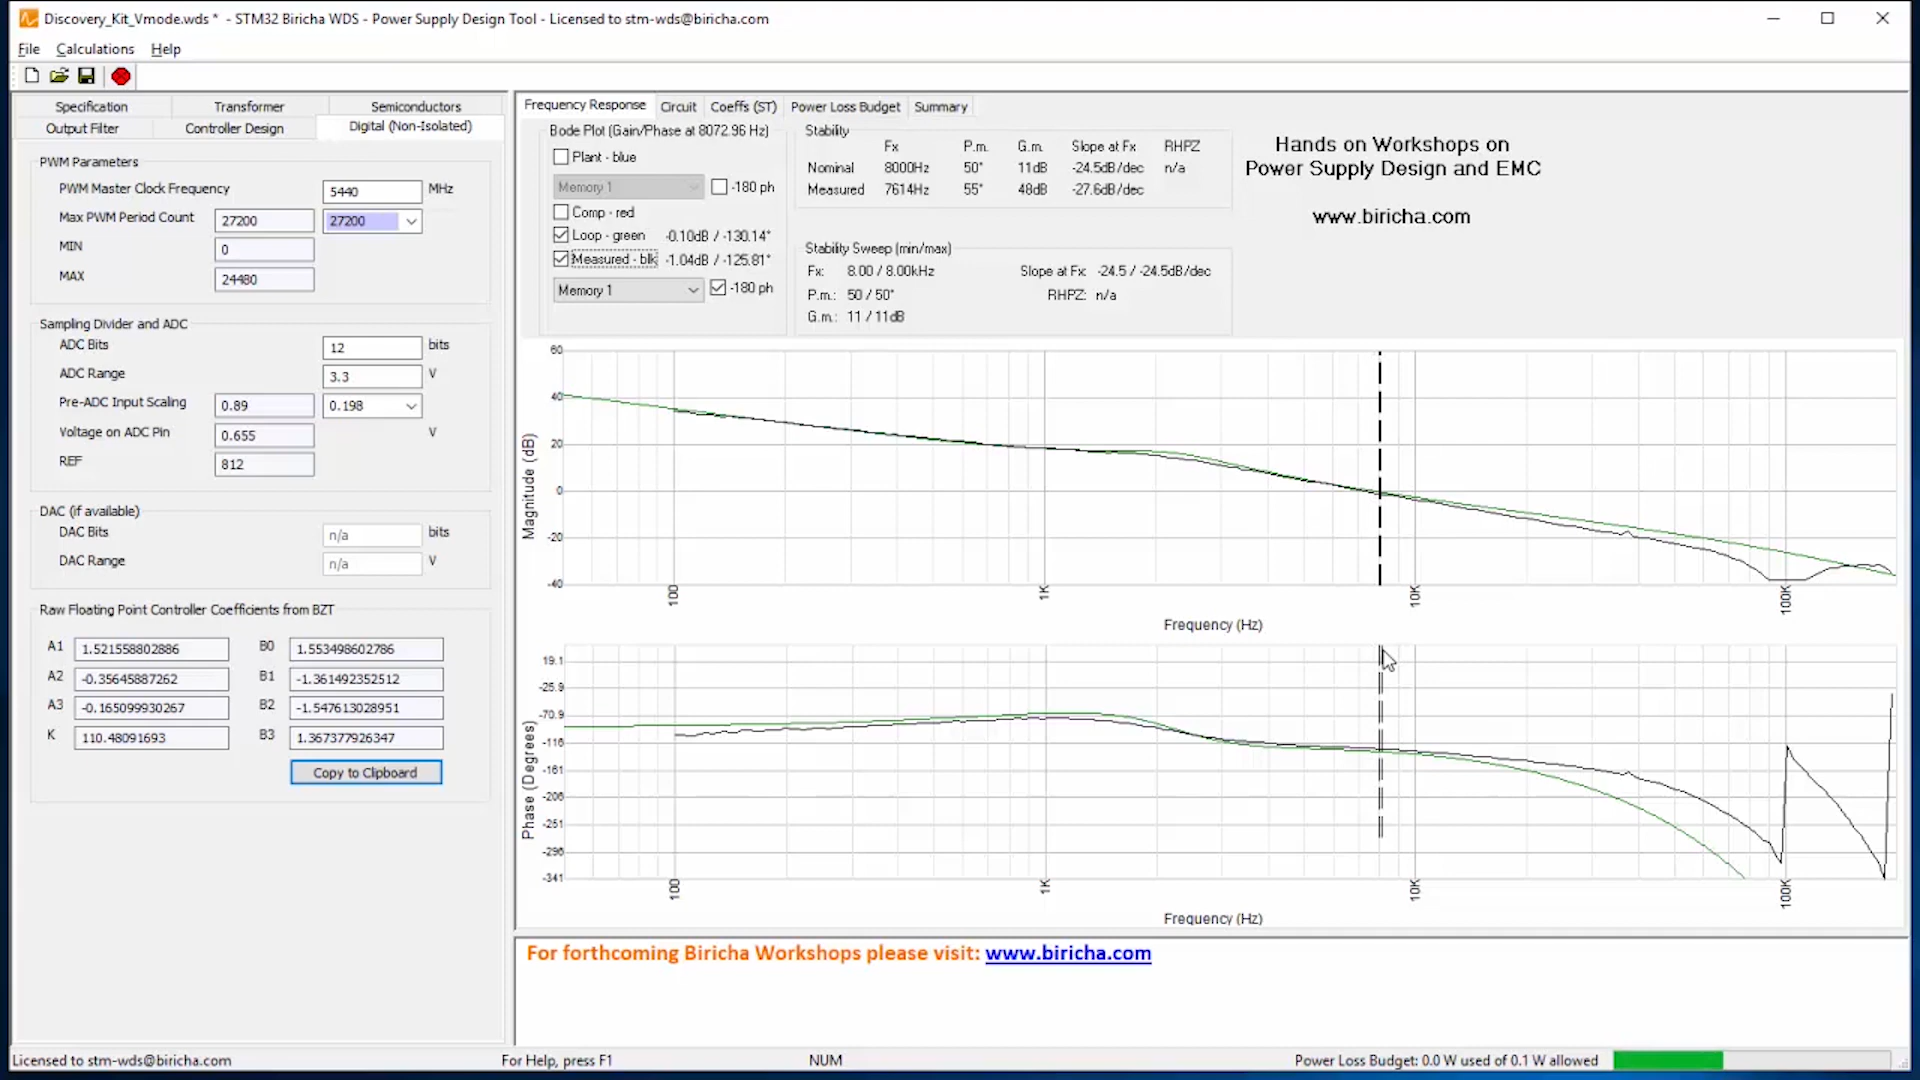 Discovery_Kit_Vmode.wds * - STM32 Biricha WDS - Power Supply Design Tool - Licensed to stm-wds@biricha.com
File Calculations Help
Specification Transformer Semiconductors
Output Filter Controller Design Digital (Non-Isolated)
PWM Parameters
PWM Master Clock Frequency 5440 MHz
Max PWM Period Count 27200 27200
MIN 0
MAX 24480
Sampling Divider and ADC
ADC Bits 12 bits
ADC Range 3.3 V
Pre-ADC Input Scaling 0.89 0.198
Voltage on ADC Pin 0.655 V
REF 812
DAC (if available)
DAC Bits n/a bits
DAC Range n/a V
Raw Floating Point Controller Coefficients from BZT
A1 1.521558802886 B0 1.553498602786
A2 -0.35645887262 B1 -1.361492352512
A3 -0.165099930267 B2 -1.547613028951
K 110.48091693 B3 1.367377926347
Copy to Clipboard
Frequency Response Circuit Coeffs (ST) Power Loss Budget Summary
Bode Plot (Gain/Phase at 8072.96 Hz)
Plant - blue
Memory 1 -180 ph
Comp - red
Loop - green -0.10dB / -130.14°
Measured - blk -1.04dB / -125.81°
Memory 1 -180 ph
Stability
Fx P.m. G.m. Slope at Fx RHPZ
Nominal 8000Hz 50° 11dB -24.5dB/dec n/a
Measured 7614Hz 55° 48dB -27.6dB/dec
Stability Sweep (min/max)
Fx: 8.00 / 8.00kHz Slope at Fx: -24.5 / -24.5dB/dec
P.m.: 50 / 50° RHPZ: n/a
G.m.: 11 / 11dB
Hands on Workshops on
Power Supply Design and EMC
www.biricha.com
Magnitude (dB)
60
40
20
0
-20
-40
100 1K 10K 100K
Frequency (Hz)
Phase (Degrees)
19.1
-25.9
-70.9
-116
-161
-206
-251
-296
-341
100 1K 10K 100K
Frequency (Hz)
For forthcoming Biricha Workshops please visit: www.biricha.com
Licensed to stm-wds@biricha.com For Help, press F1 NUM Power Loss Budget: 0.0 W used of 0.1 W allowed